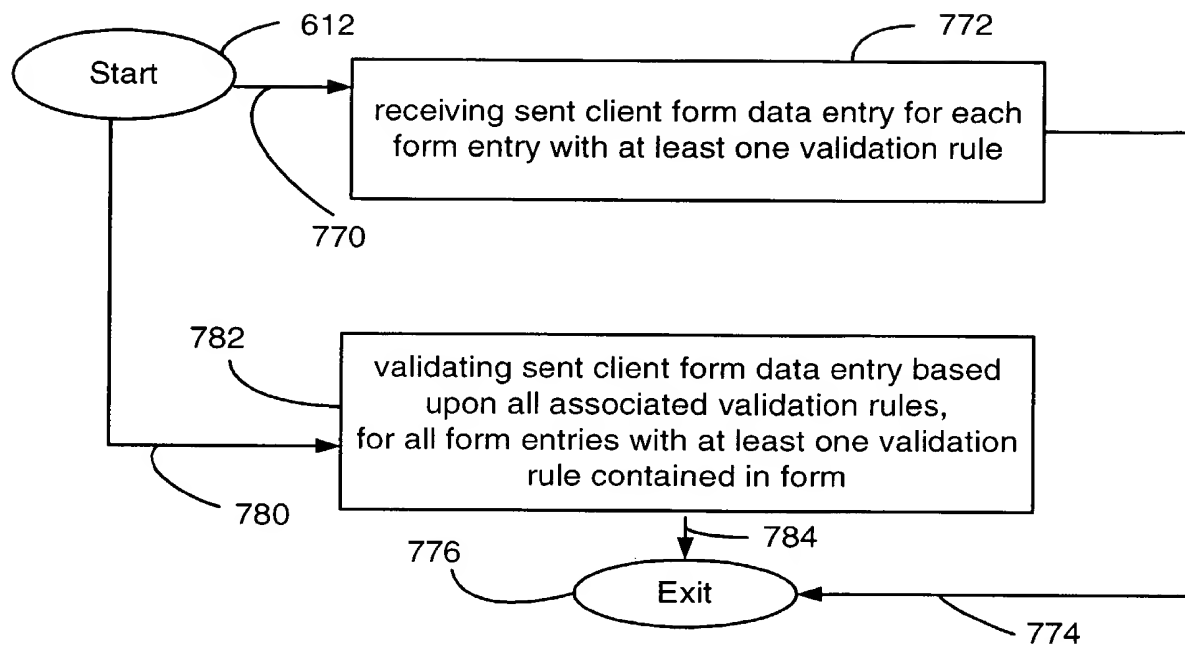 612
772
Start
receiving sent client form data entry for each
form entry with at least one validation rule
770
782
validating sent client form data entry based
upon all associated validation rules,
for all form entries with at least one validation
rule contained in form
780
784
776
Exit
774